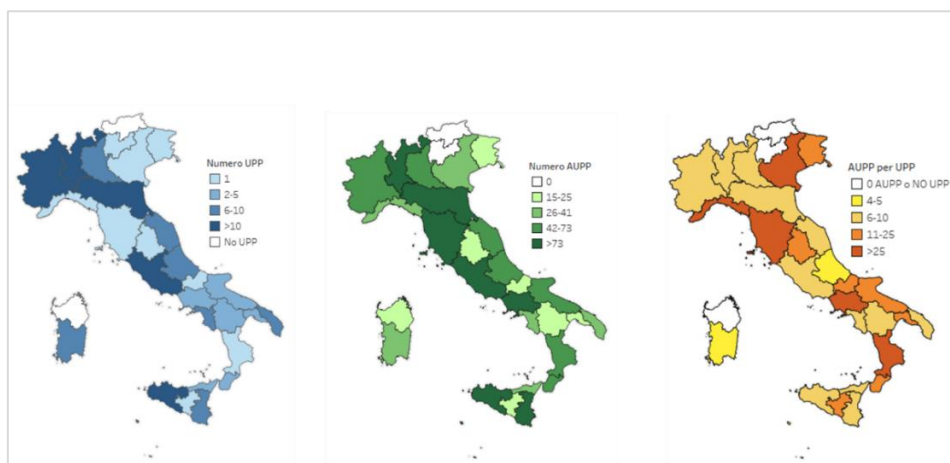 Numero UPP
1
2-5
6-10
>10
No UPP
Numero AUPP
0
15-25
26-41
42-73
>73
AUPP per UPP
0 AUPP o NO UPP
4-5
6-10
11-25
>25